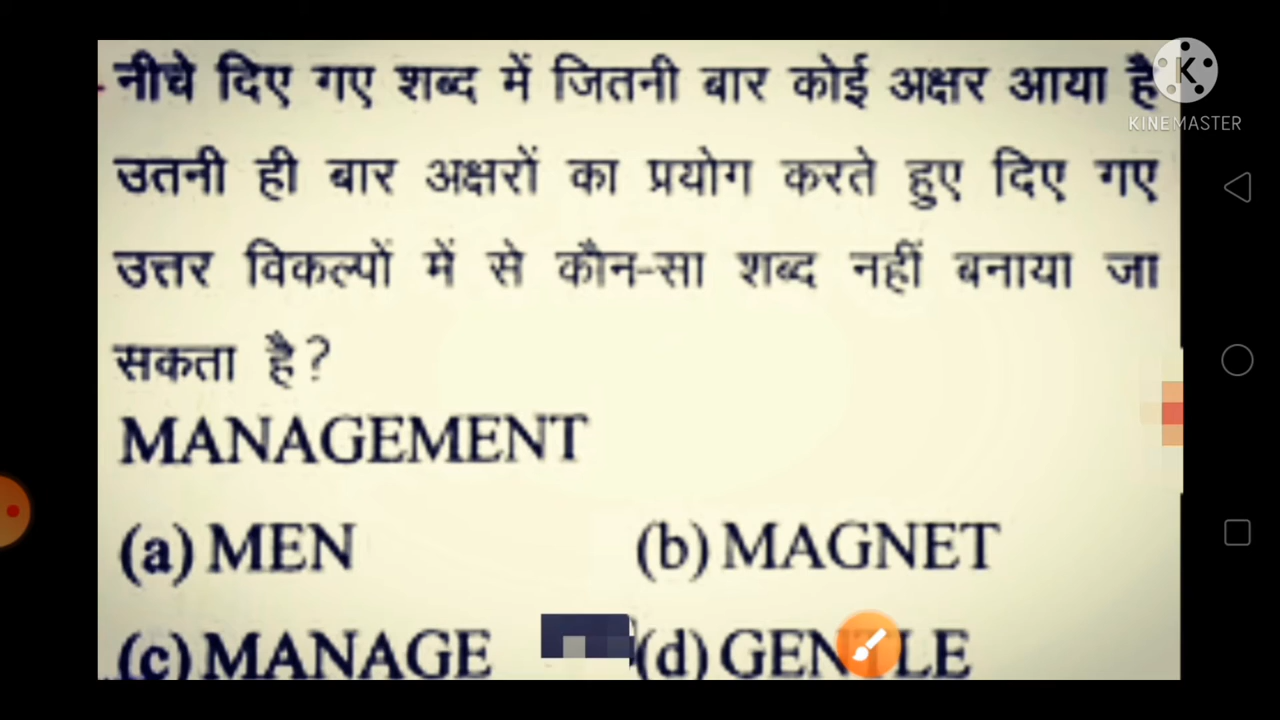 नीचे दिए गए शब्द में जितनी बार कोई अक्षर आया है
KINEMASTER
उतनी ही बार अक्षरों का प्रयोग करते हुए दिए गए
उत्तर विकल्पों में से कौन-सा शब्द नहीं बनाया जा
सकता है?
MANAGEMENT
(a) MEN (b) MAGNET
(c) MANAGE (d) GENTLE